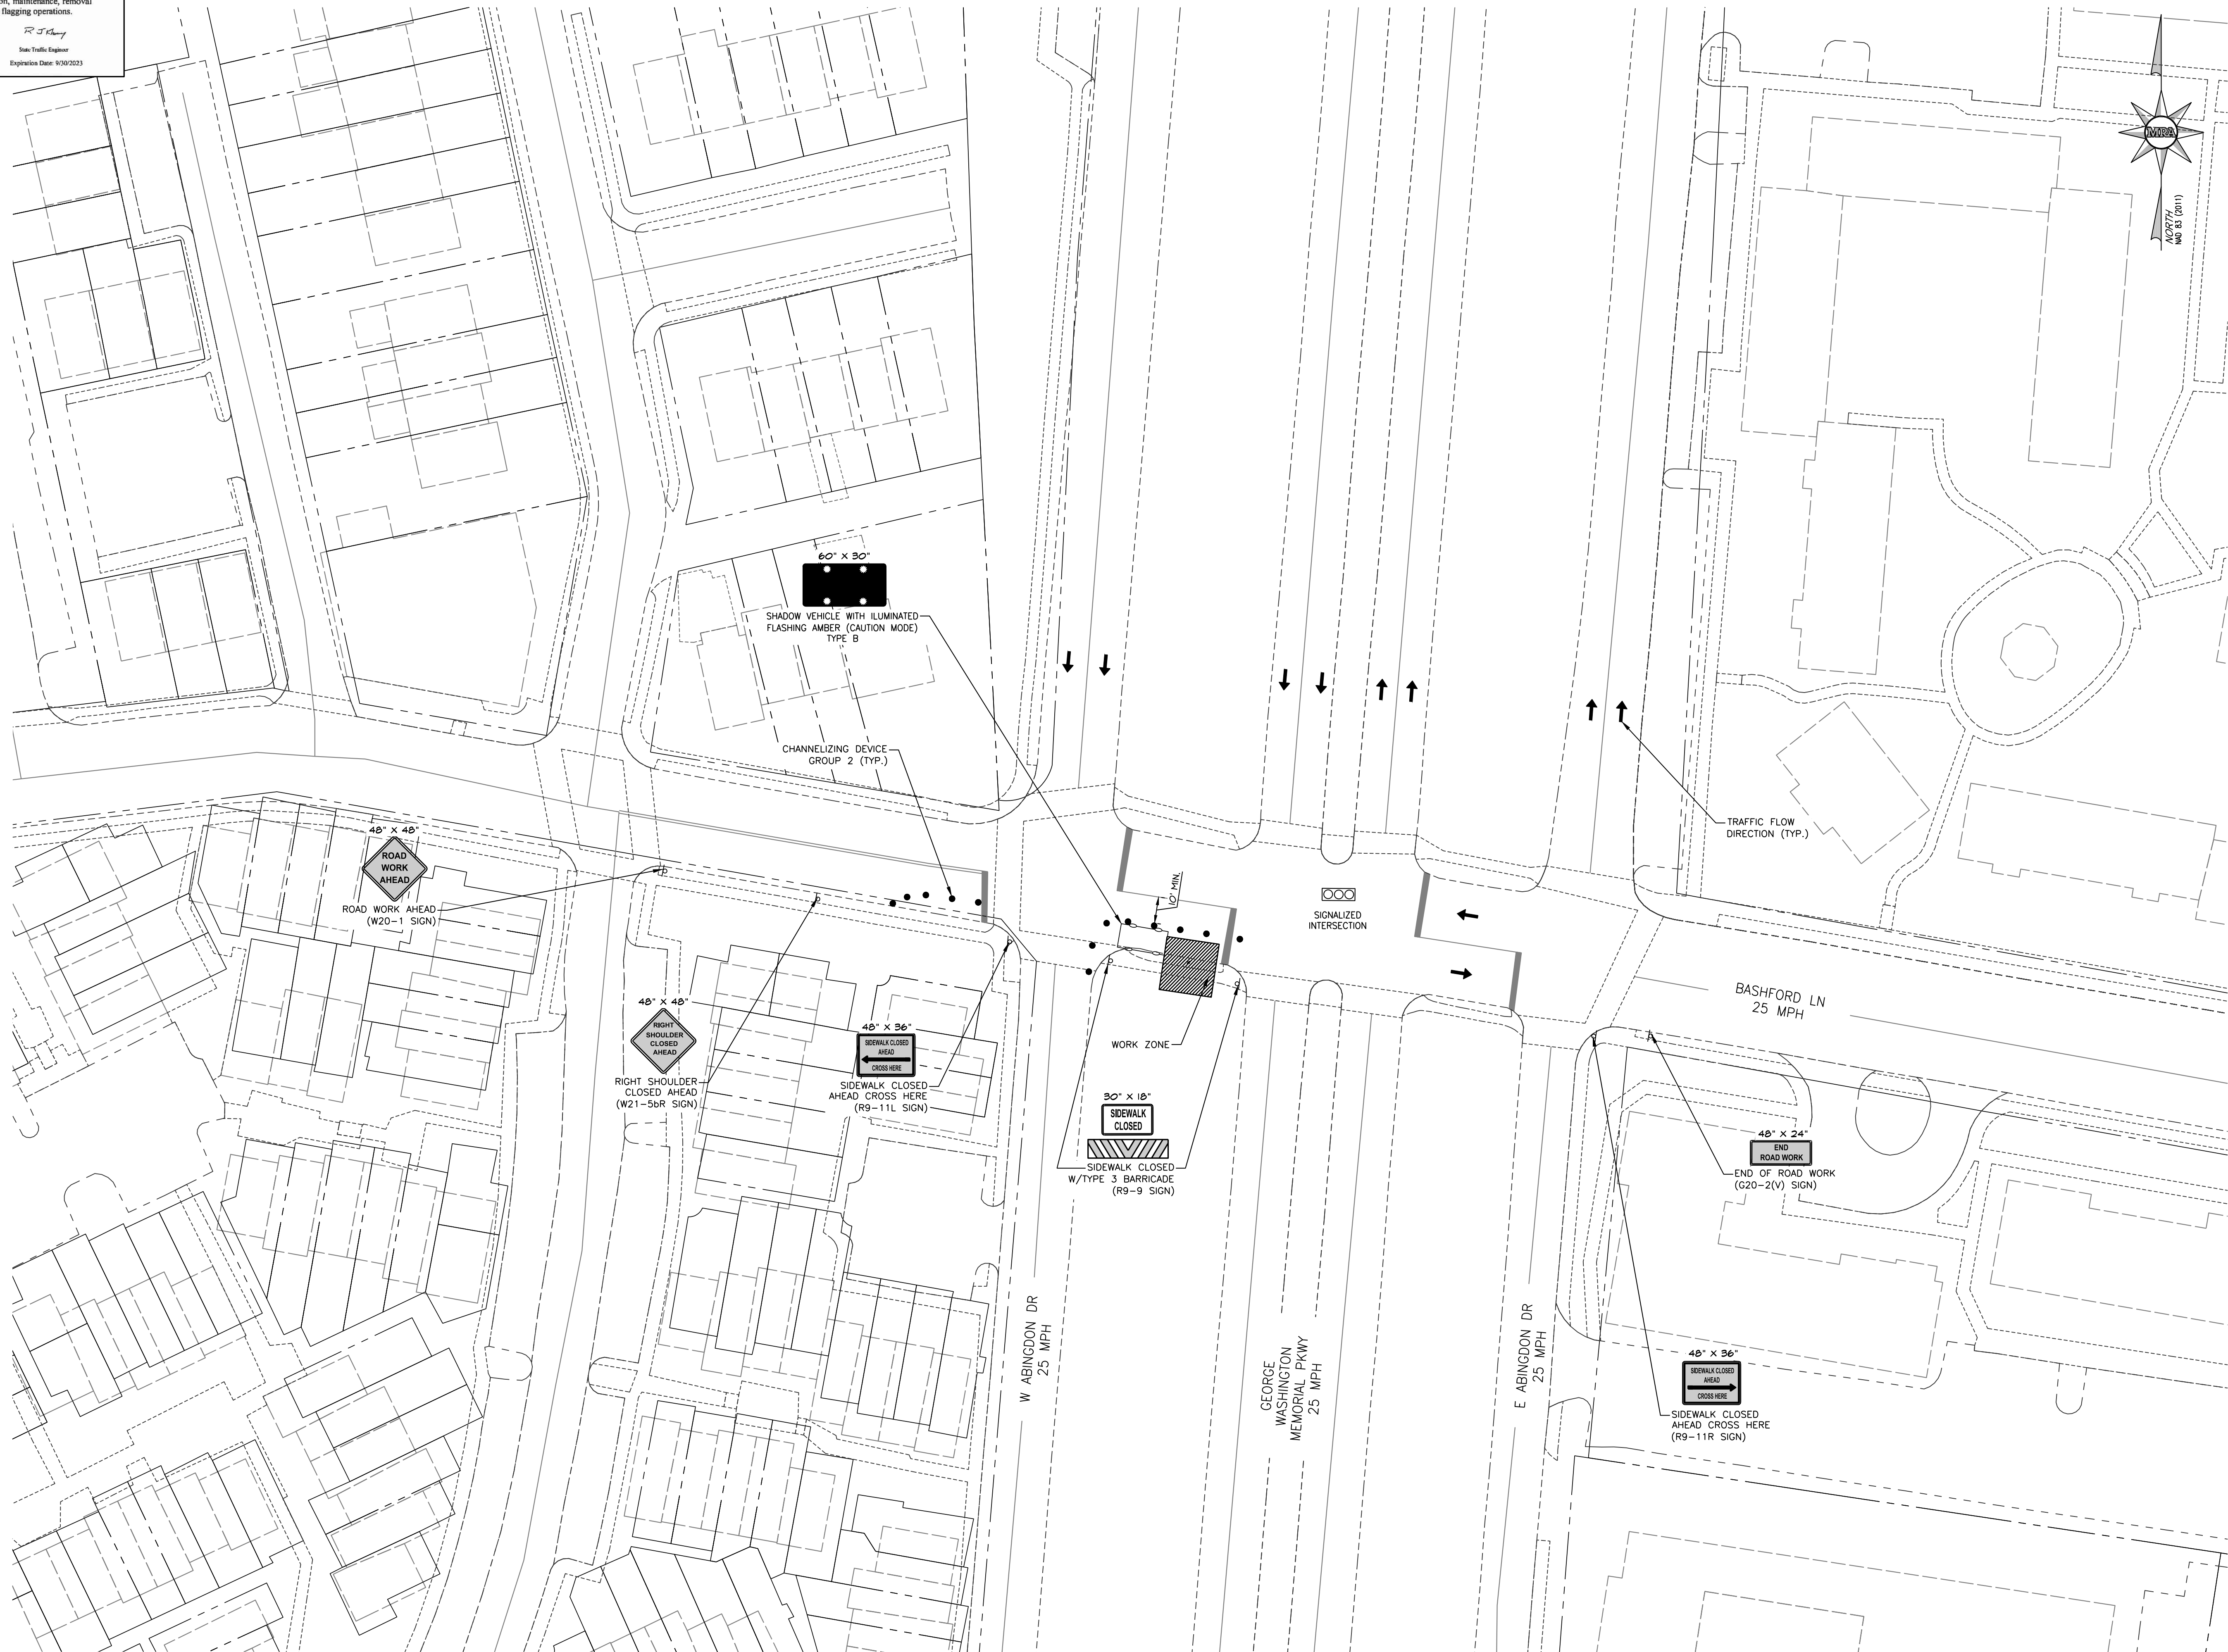 on, maintenance, removal
flagging operations.
State Traffic Engineer
Expiration Date: 9/30/2023
MRA
NORTH
NAD 83 (2011)
60" X 30"
SHADOW VEHICLE WITH ILUMINATED
FLASHING AMBER (CAUTION MODE)
TYPE B
CHANNELIZING DEVICE
GROUP 2 (TYP.)
TRAFFIC FLOW
DIRECTION (TYP.)
48" X 48"
ROAD
WORK
AHEAD
ROAD WORK AHEAD
(W20-1 SIGN)
10' MIN.
SIGNALIZED
INTERSECTION
48" X 48"
RIGHT
SHOULDER
CLOSED
AHEAD
RIGHT SHOULDER
CLOSED AHEAD
(W21-5bR SIGN)
48" X 36"
SIDEWALK CLOSED
AHEAD
CROSS HERE
SIDEWALK CLOSED
AHEAD CROSS HERE
(R9-11L SIGN)
WORK ZONE
30" X 18"
SIDEWALK
CLOSED
SIDEWALK CLOSED
W/TYPE 3 BARRICADE
(R9-9 SIGN)
BASHFORD LN
25 MPH
48" X 24"
END
ROAD WORK
END OF ROAD WORK
(G20-2(V) SIGN)
W ABINGDON DR
25 MPH
GEORGE
WASHINGTON
MEMORIAL PKWY
25 MPH
E ABINGDON DR
25 MPH
48" X 36"
SIDEWALK CLOSED
AHEAD
CROSS HERE
SIDEWALK CLOSED
AHEAD CROSS HERE
(R9-11R SIGN)